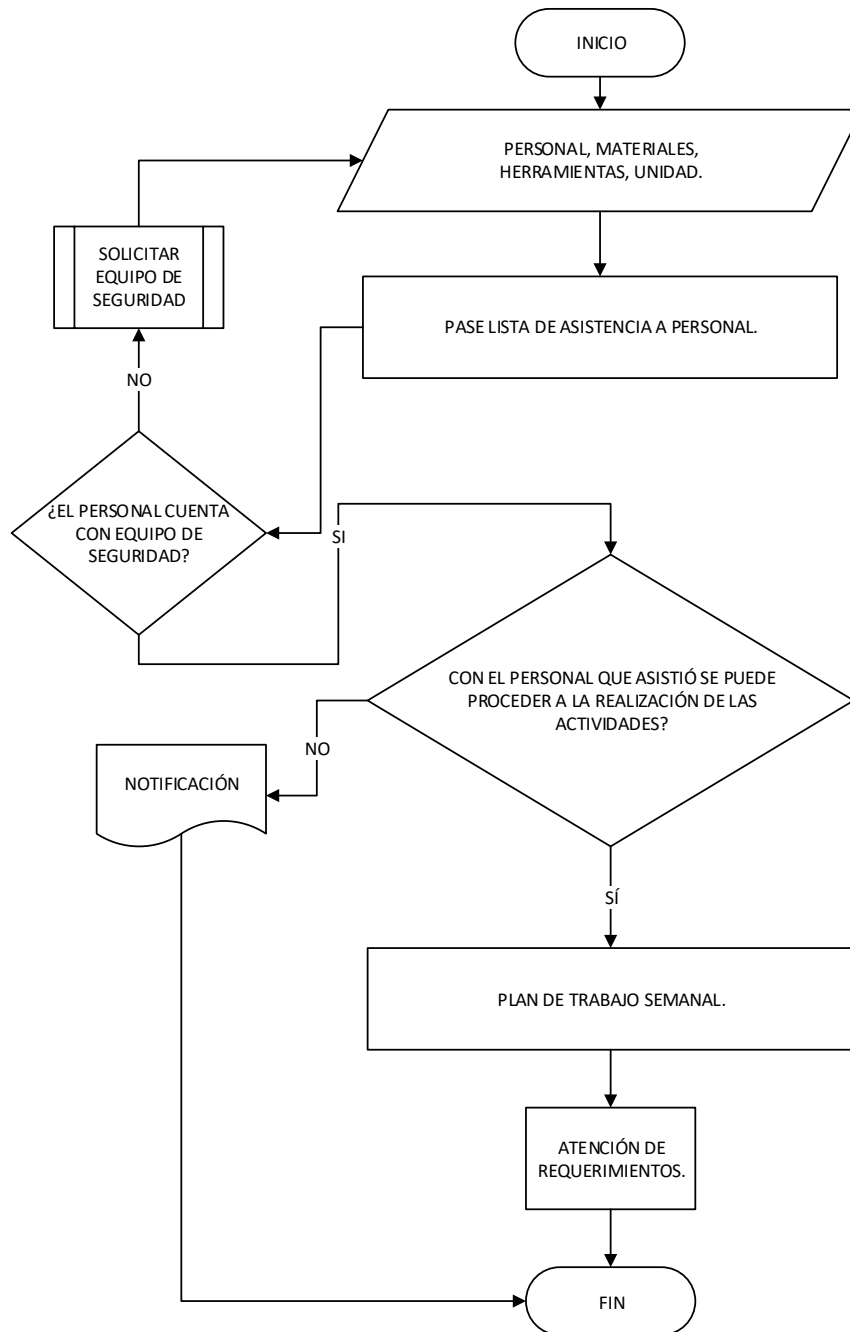 INICIO
PERSONAL, MATERIALES,
HERRAMIENTAS, UNIDAD.
SOLICITAR
EQUIPO DE
SEGURIDAD
PASE LISTA DE ASISTENCIA A PERSONAL.
NO
¿EL PERSONAL CUENTA
CON EQUIPO DE
SEGURIDAD?
SI
CON EL PERSONAL QUE ASISTIÓ SE PUEDE
PROCEDER A LA REALIZACIÓN DE LAS
ACTIVIDADES?
NO
NOTIFICACIÓN
SÍ
PLAN DE TRABAJO SEMANAL.
ATENCIÓN DE
REQUERIMIENTOS.
FIN